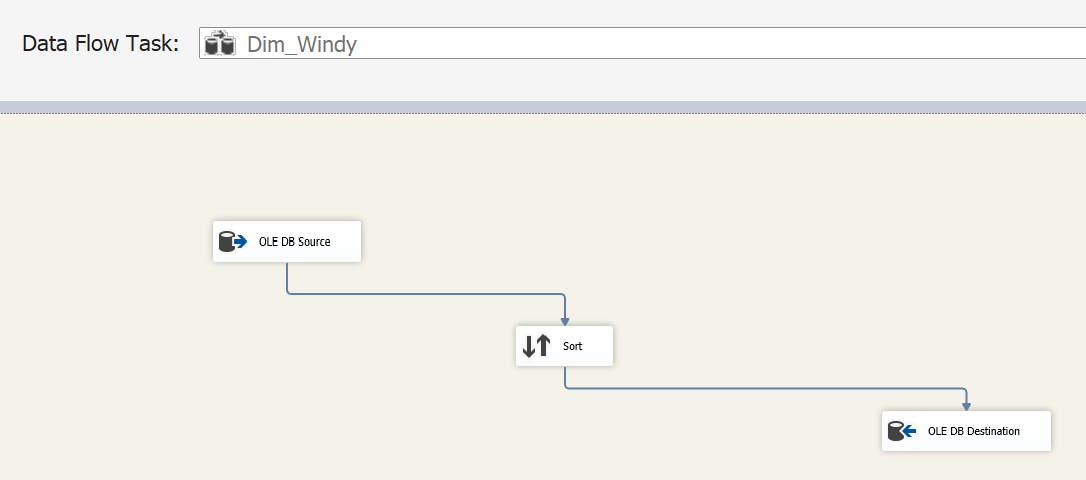 Data Flow Task: Dim_Windy
OLE DB Source
Sort
OLE DB Destination